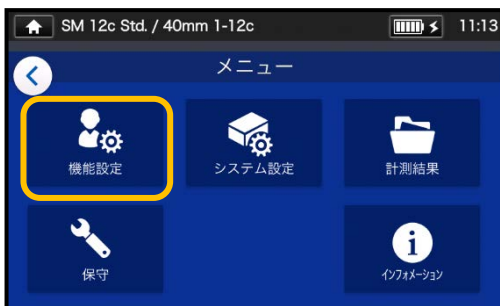 SM 12c Std. / 40mm 1-12c
11:13
メニュー
機能設定
システム設定
計測結果
保守
インフォメーション